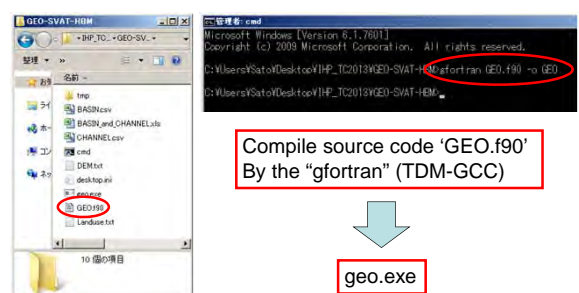 GEO-SVAT-HBM
IHP_TC...
GEO-SV...
整理
名前
tmp
BASIN.csv
BASIN_and_CHANNEL.xls
CHANNEL.csv
cmd
DEM.txt
desktop.ini
geo.exe
GEO.f90
Landuse.txt
10 個の項目
管理者: cmd
Microsoft Windows [Version 6.1.7601]
Copyright (c) 2009 Microsoft Corporation. All rights reserved.
C:¥Users¥Sato¥Desktop¥IHP_TC2013¥GEO-SVAT-HBM>gfortran GEO.f90 -o GEO
C:¥Users¥Sato¥Desktop¥IHP_TC2013¥GEO-SVAT-HBM>
Compile source code ‘GEO.f90’
By the “gfortran” (TDM-GCC)
geo.exe